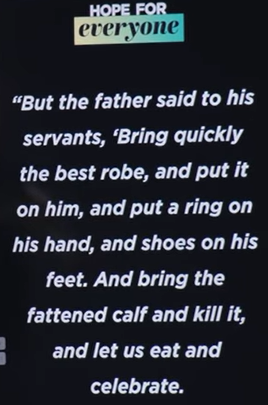 HOPE FOR
everyone
“But the father said to his
servants, ‘Bring quickly
the best robe, and put it
on him, and put a ring on
his hand, and shoes on his
feet. And bring the
fattened calf and kill it,
and let us eat and
celebrate.